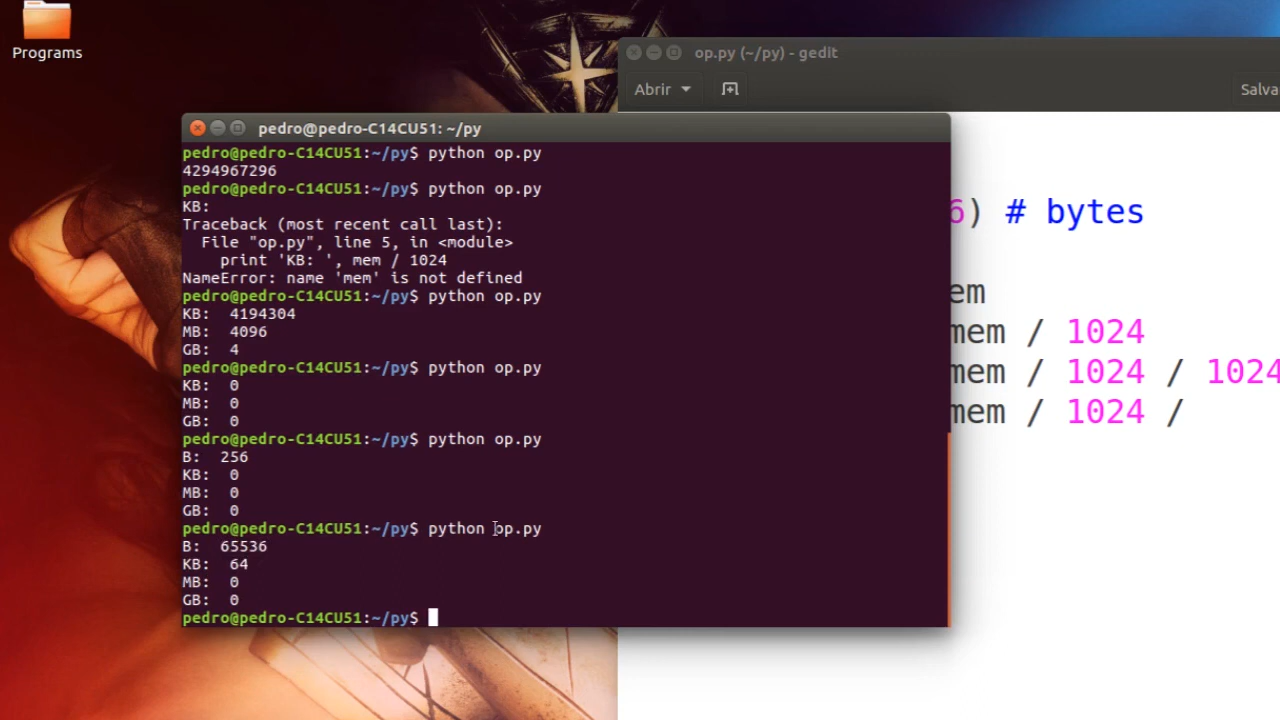 Programs
op.py (~/py) - gedit
Abrir
Salva
pedro@pedro-C14CU51: ~/py
pedro@pedro-C14CU51:~/py$ python op.py
4294967296
pedro@pedro-C14CU51:~/py$ python op.py
KB:
Traceback (most recent call last):
  File "op.py", line 5, in <module>
    print 'KB: ', mem / 1024
NameError: name 'mem' is not defined
pedro@pedro-C14CU51:~/py$ python op.py
KB:  4194304
MB:  4096
GB:  4
pedro@pedro-C14CU51:~/py$ python op.py
KB:  0
MB:  0
GB:  0
pedro@pedro-C14CU51:~/py$ python op.py
B:  256
KB:  0
MB:  0
GB:  0
pedro@pedro-C14CU51:~/py$ python op.py
B:  65536
KB:  64
MB:  0
GB:  0
pedro@pedro-C14CU51:~/py$
6) # bytes
em
mem / 1024
mem / 1024 / 1024
mem / 1024 /